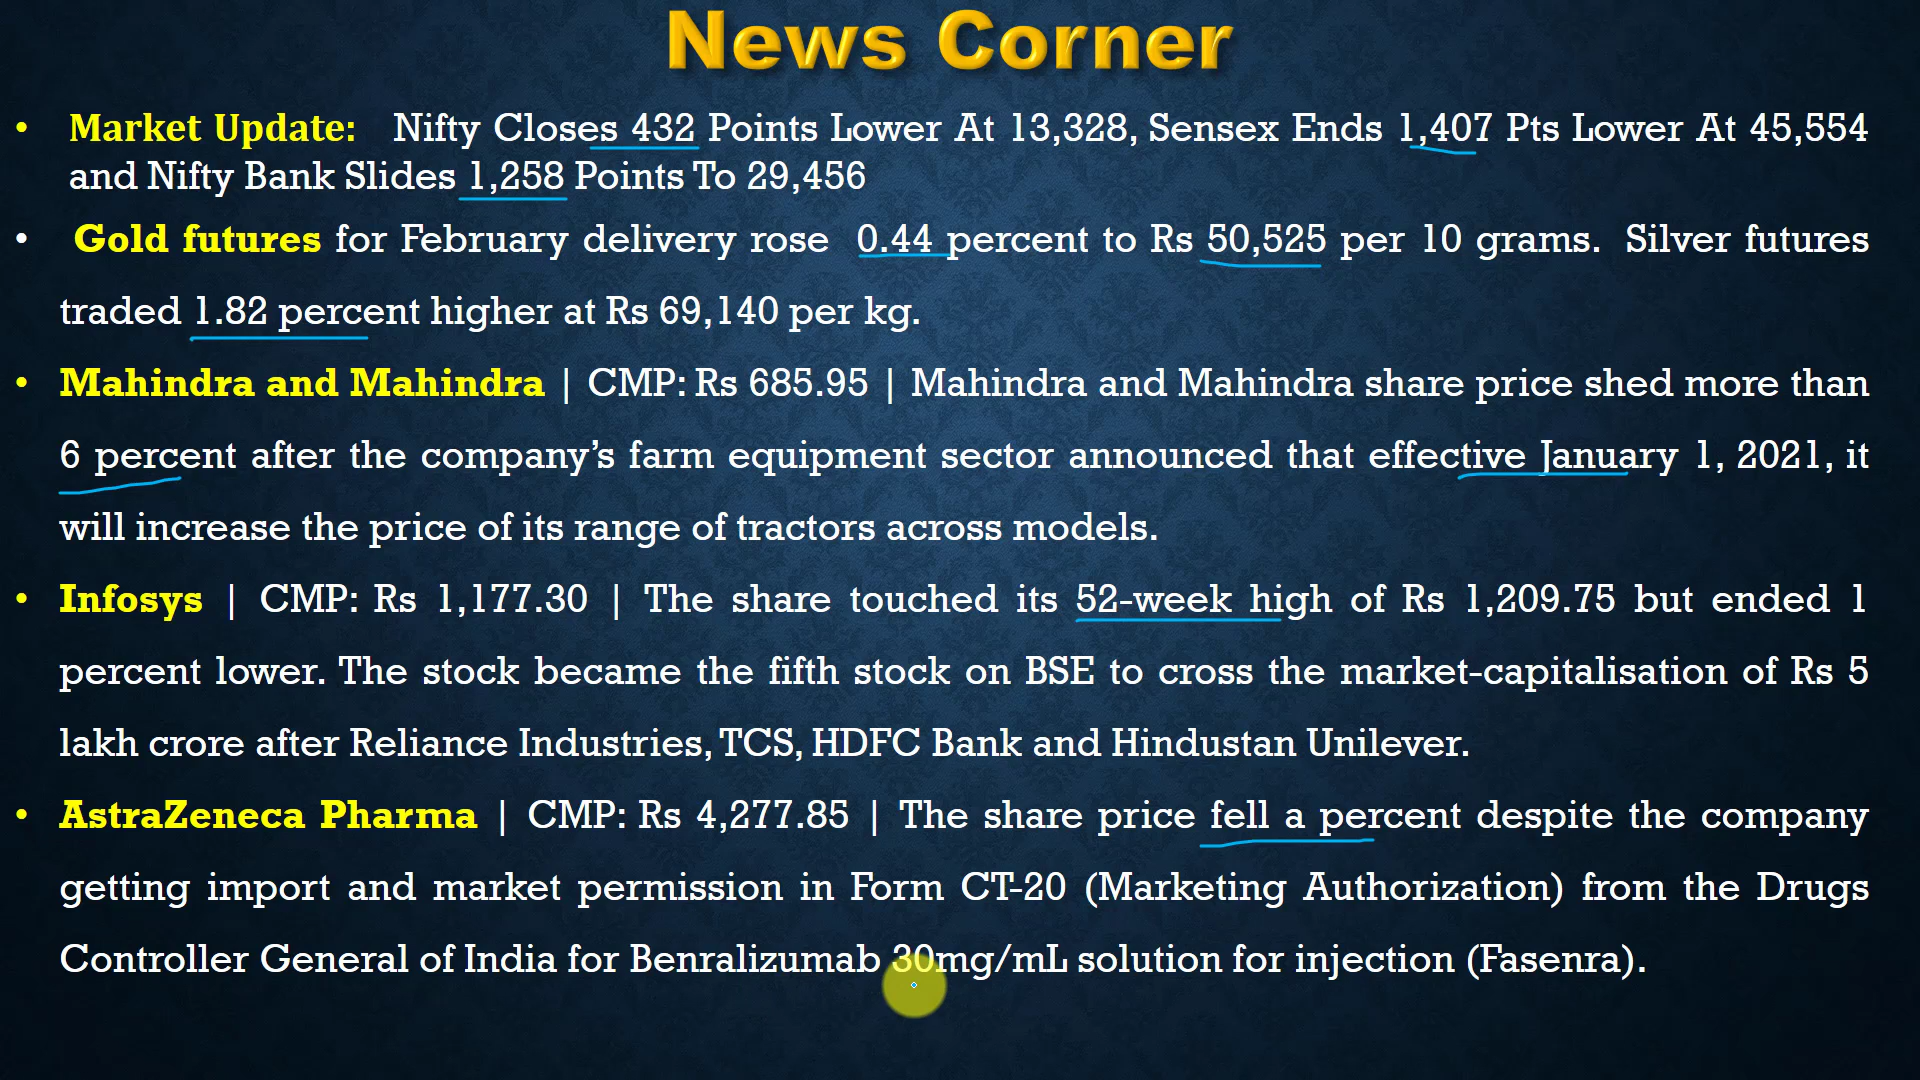 News Corner
• Market Update: Nifty Closes 432 Points Lower At 13,328, Sensex Ends 1,407 Pts Lower At 45,554
and Nifty Bank Slides 1,258 Points To 29,456
• Gold futures for February delivery rose 0.44 percent to Rs 50,525 per 10 grams. Silver futures
traded 1.82 percent higher at Rs 69,140 per kg.
• Mahindra and Mahindra | CMP: Rs 685.95 | Mahindra and Mahindra share price shed more than
6 percent after the company’s farm equipment sector announced that effective January 1, 2021, it
will increase the price of its range of tractors across models.
• Infosys | CMP: Rs 1,177.30 | The share touched its 52-week high of Rs 1,209.75 but ended 1
percent lower. The stock became the fifth stock on BSE to cross the market-capitalisation of Rs 5
lakh crore after Reliance Industries, TCS, HDFC Bank and Hindustan Unilever.
• AstraZeneca Pharma | CMP: Rs 4,277.85 | The share price fell a percent despite the company
getting import and market permission in Form CT-20 (Marketing Authorization) from the Drugs
Controller General of India for Benralizumab 30mg/mL solution for injection (Fasenra).